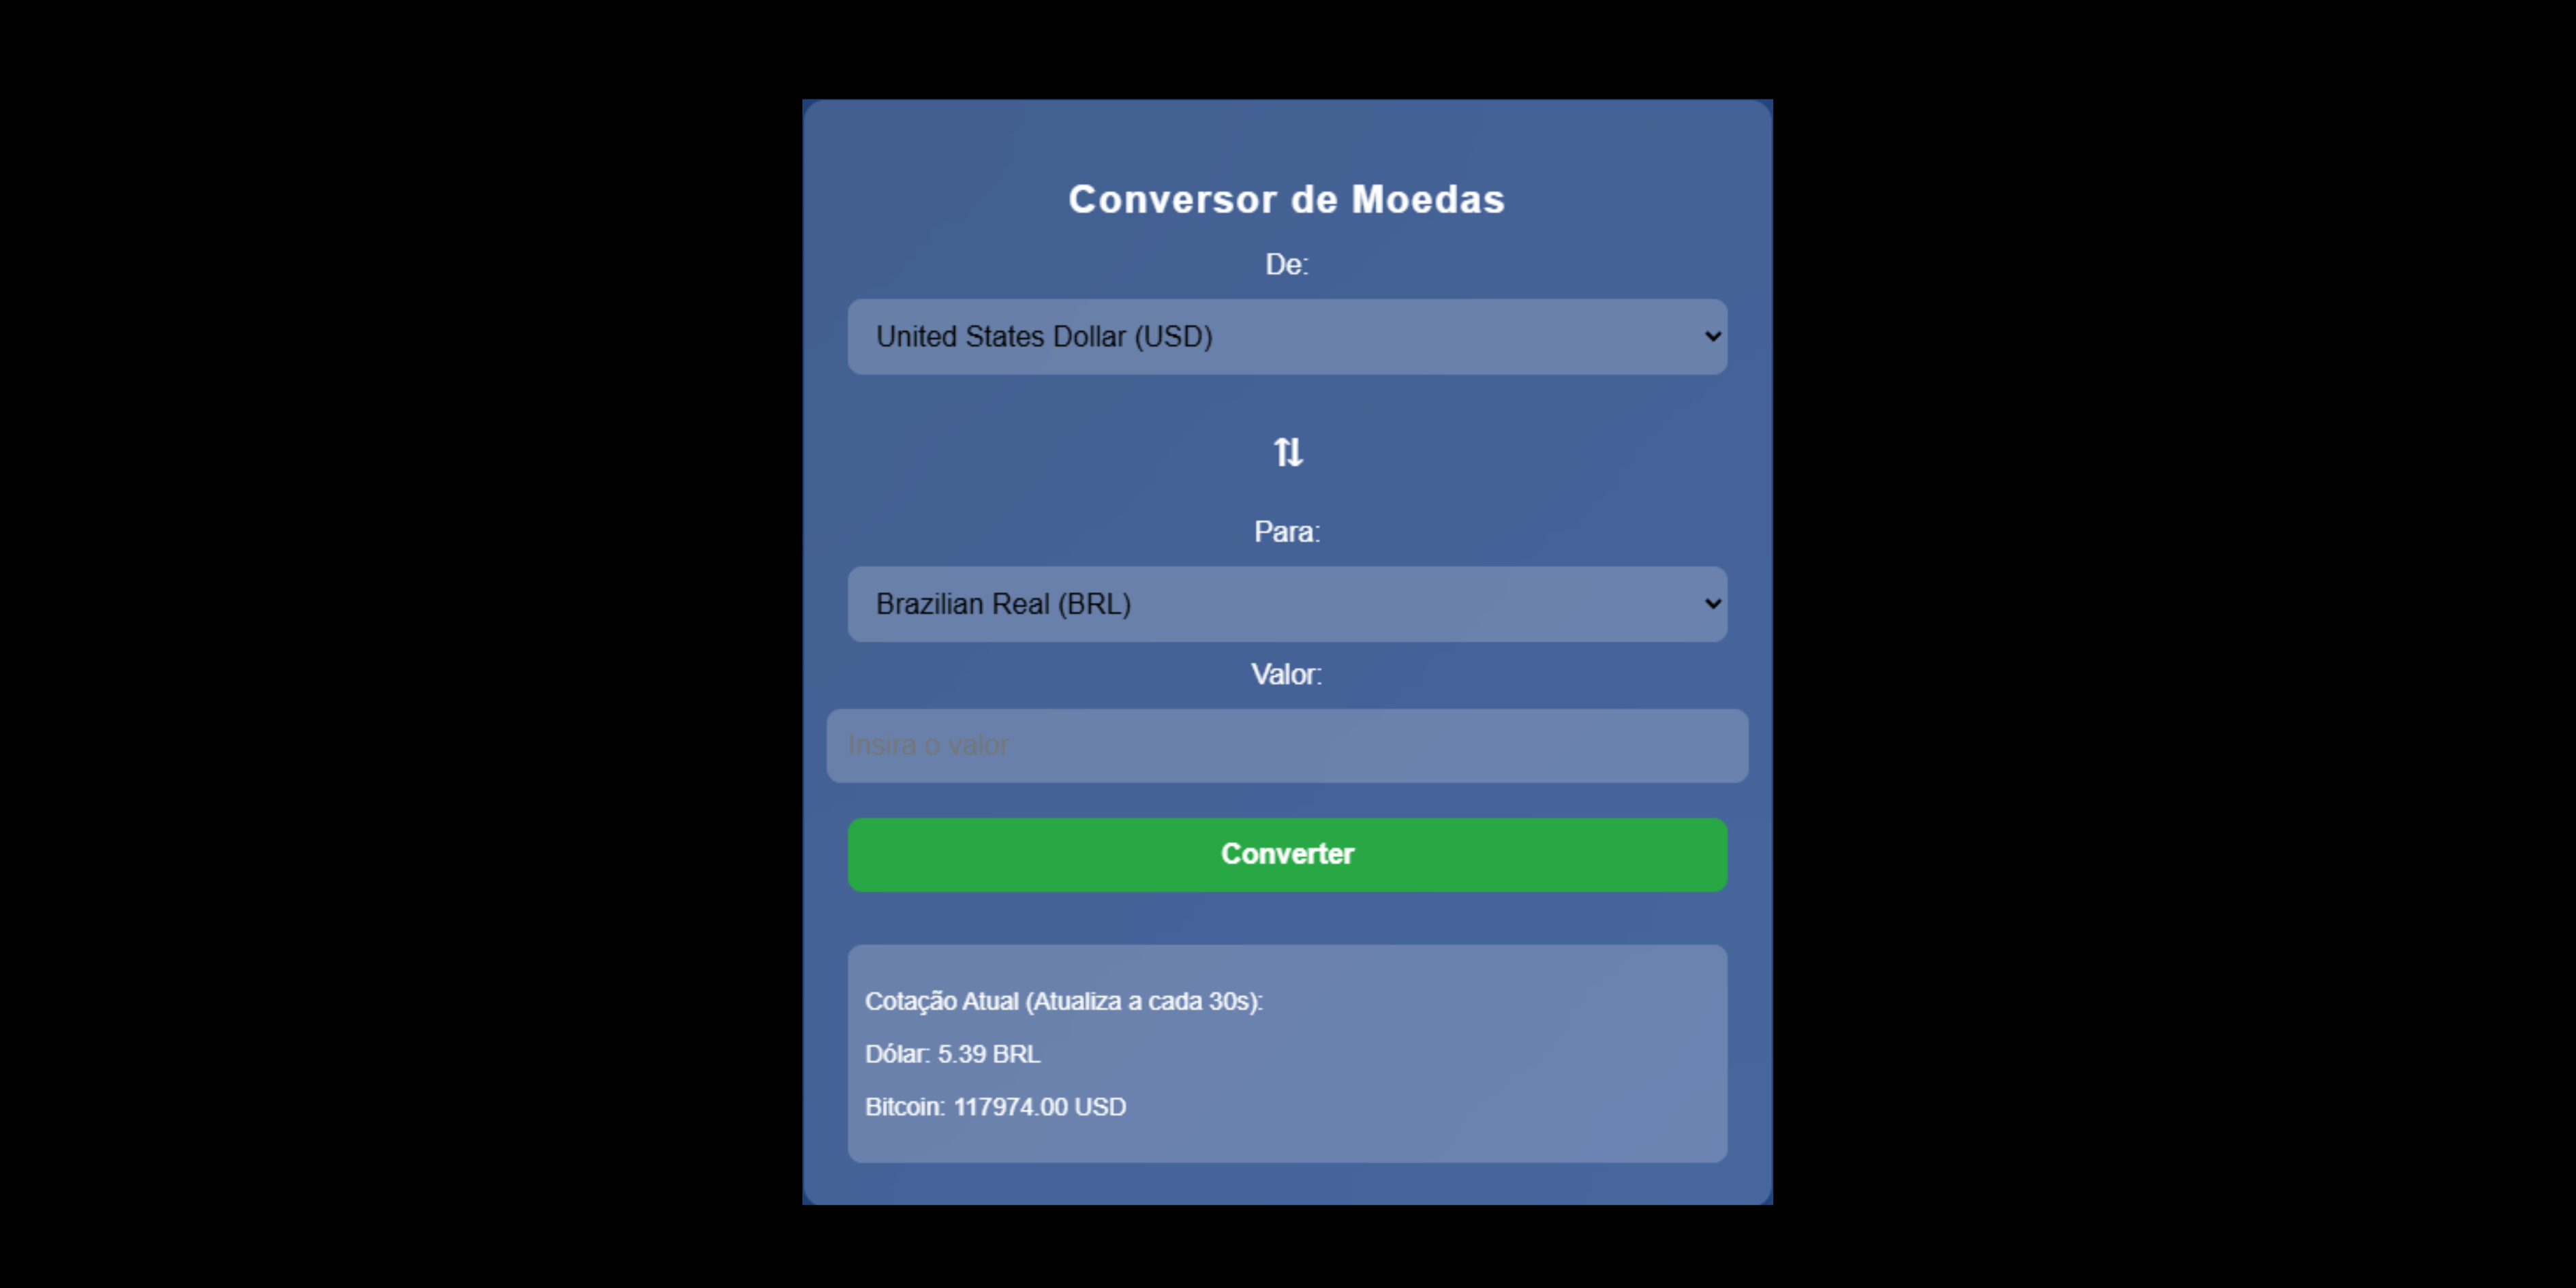 Conversor de Moedas
De:
United States Dollar (USD)
Para:
Brazilian Real (BRL)
Valor:
Insira o valor
Converter
Cotação Atual (Atualiza a cada 30s):
Dólar: 5.39 BRL
Bitcoin: 117974.00 USD